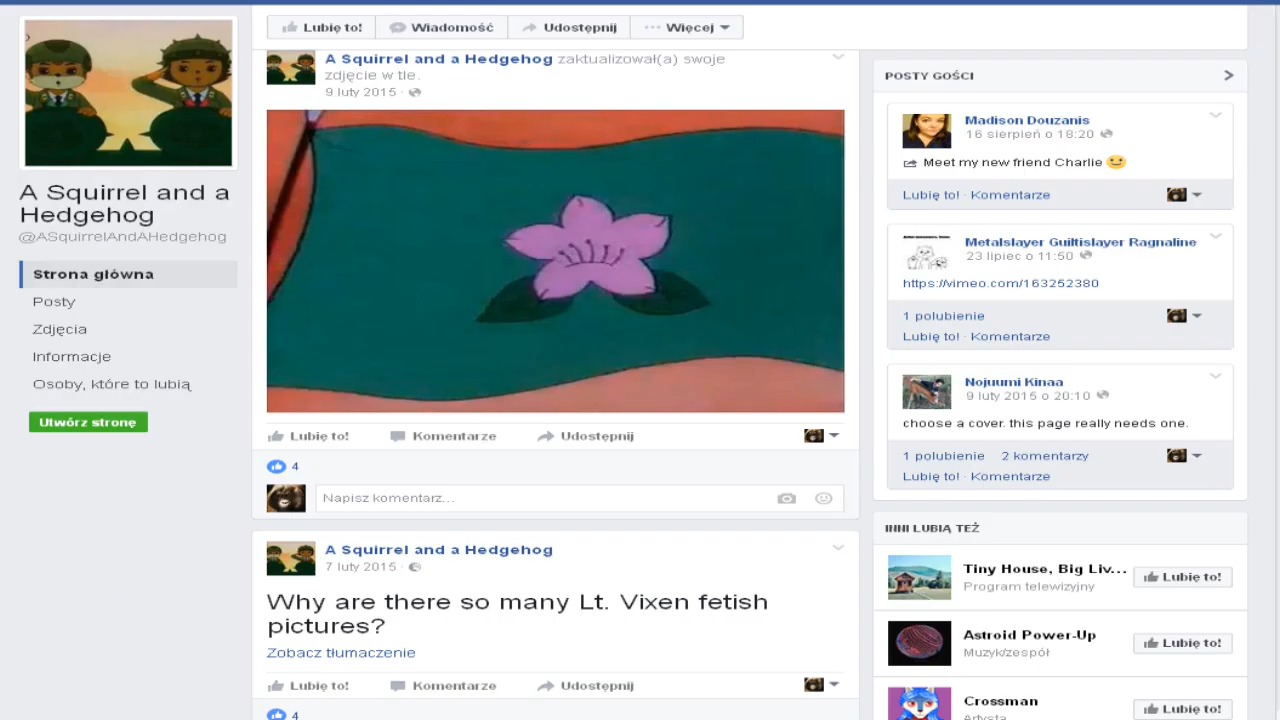 Lubię to!
Wiadomość
Udostępnij
Więcej
A Squirrel and a
Hedgehog
@ASquirrelAndAHedgehog
Strona główna
Posty
Zdjęcia
Informacje
Osoby, które to lubią
Utwórz stronę
A Squirrel and a Hedgehog zaktualizował(a) swoje
zdjęcie w tle.
9 luty 2015 ·
Lubię to!
Komentarze
Udostępnij
4
Napisz komentarz...
A Squirrel and a Hedgehog
7 luty 2015 ·
Why are there so many Lt. Vixen fetish
pictures?
Zobacz tłumaczenie
Lubię to!
Komentarze
Udostępnij
4
POSTY GOŚCI
Madison Douzanis
16 sierpień o 18:20
Meet my new friend Charlie
Lubię to! · Komentarze
Metalslayer Guiltislayer Ragnaline
23 lipiec o 11:50
https://vimeo.com/163252380
1 polubienie
Lubię to! · Komentarze
Nojuumi Kinaa
9 luty 2015 o 20:10
choose a cover. this page really needs one.
1 polubienie 2 komentarzy
Lubię to! · Komentarze
INNI LUBIĄ TEŻ
Tiny House, Big Liv...
Program telewizyjny
Lubię to!
Astroid Power-Up
Muzyk/zespół
Lubię to!
Crossman
Artysta
Lubię to!